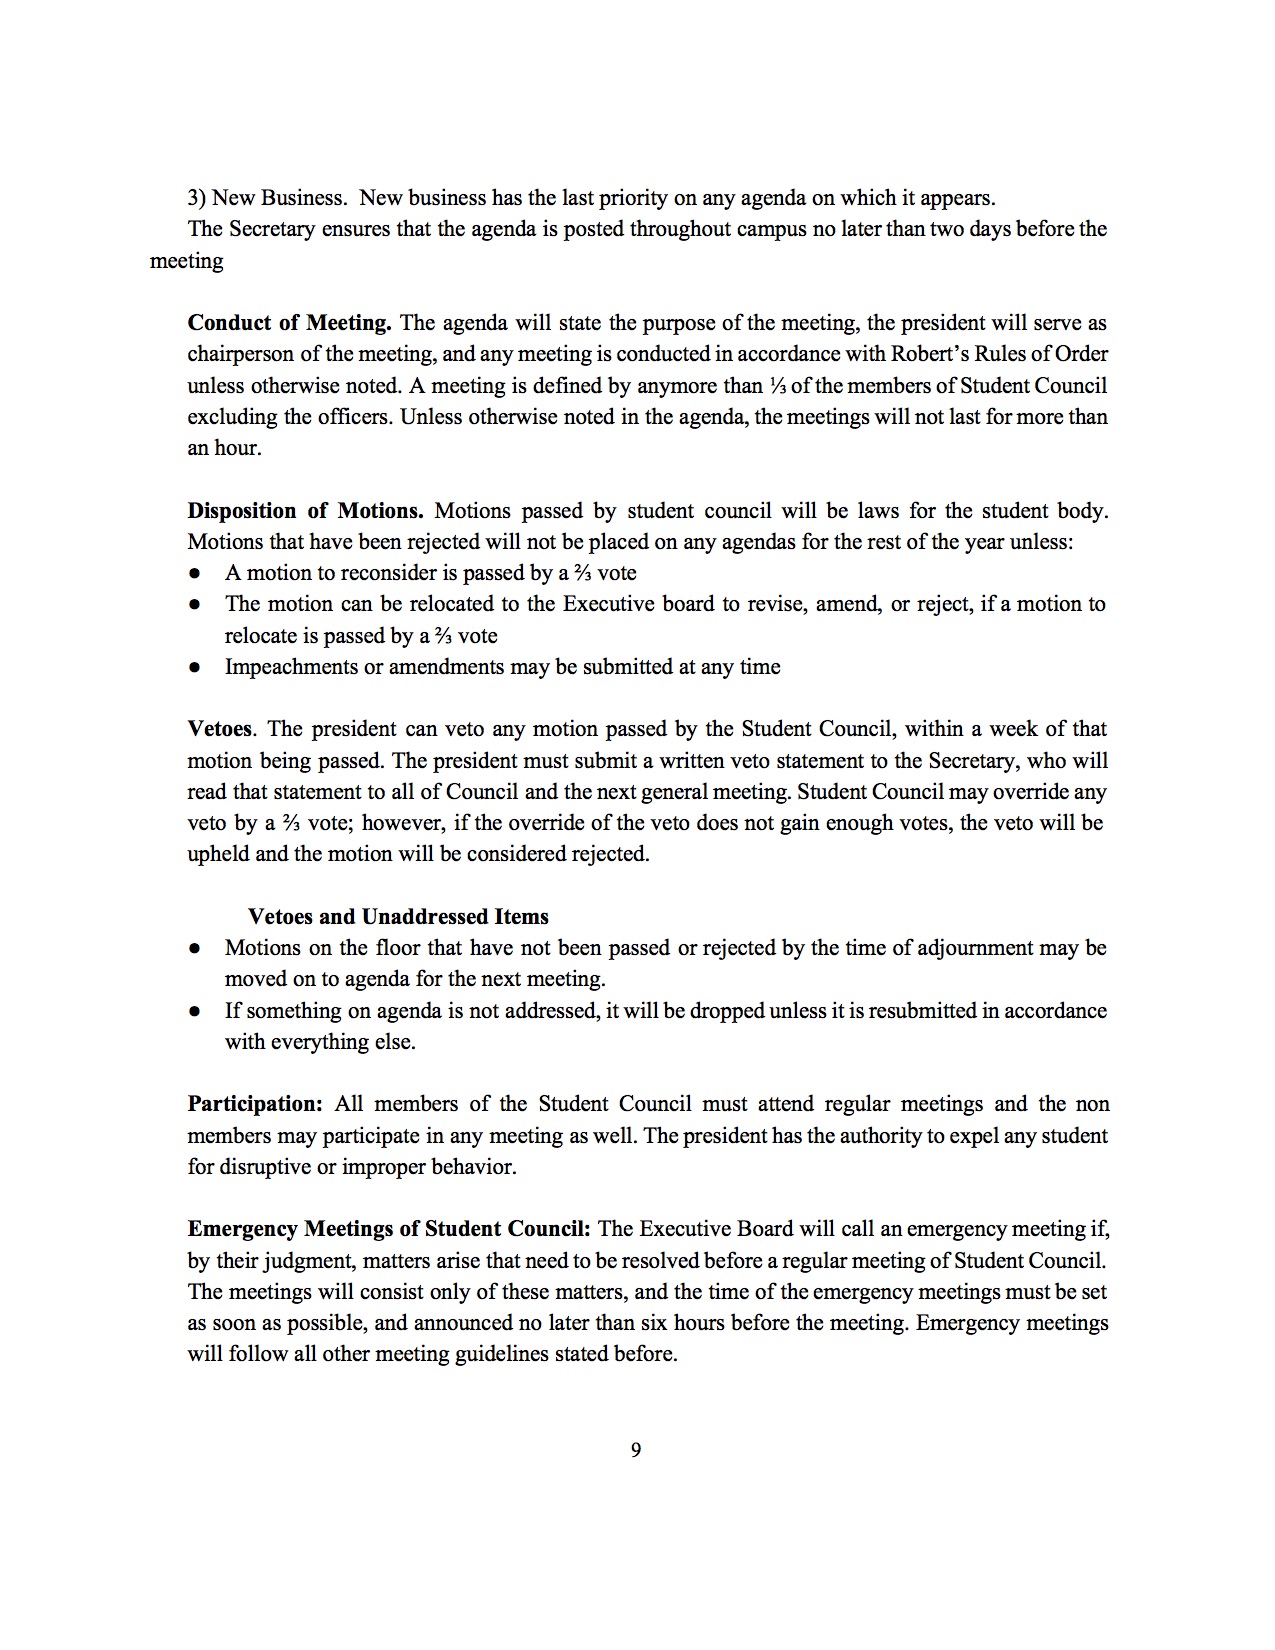 3) New Business.  New business has the last priority on any agenda on which it appears.
The Secretary ensures that the agenda is posted throughout campus no later than two days before the
meeting
Conduct of Meeting. The agenda will state the purpose of the meeting, the president will serve as
chairperson of the meeting, and any meeting is conducted in accordance with Robert’s Rules of Order
unless otherwise noted. A meeting is defined by anymore than ⅓ of the members of Student Council
excluding the officers. Unless otherwise noted in the agenda, the meetings will not last for more than
an hour.
Disposition of Motions. Motions passed by student council will be laws for the student body.
Motions that have been rejected will not be placed on any agendas for the rest of the year unless:
● A motion to reconsider is passed by a ⅔ vote
● The motion can be relocated to the Executive board to revise, amend, or reject, if a motion to
relocate is passed by a ⅔ vote
● Impeachments or amendments may be submitted at any time
Vetoes. The president can veto any motion passed by the Student Council, within a week of that
motion being passed. The president must submit a written veto statement to the Secretary, who will
read that statement to all of Council and the next general meeting. Student Council may override any
veto by a ⅔ vote; however, if the override of the veto does not gain enough votes, the veto will be
upheld and the motion will be considered rejected.
Vetoes and Unaddressed Items
● Motions on the floor that have not been passed or rejected by the time of adjournment may be
moved on to agenda for the next meeting.
● If something on agenda is not addressed, it will be dropped unless it is resubmitted in accordance
with everything else.
Participation: All members of the Student Council must attend regular meetings and the non
members may participate in any meeting as well. The president has the authority to expel any student
for disruptive or improper behavior.
Emergency Meetings of Student Council: The Executive Board will call an emergency meeting if,
by their judgment, matters arise that need to be resolved before a regular meeting of Student Council.
The meetings will consist only of these matters, and the time of the emergency meetings must be set
as soon as possible, and announced no later than six hours before the meeting. Emergency meetings
will follow all other meeting guidelines stated before.
9